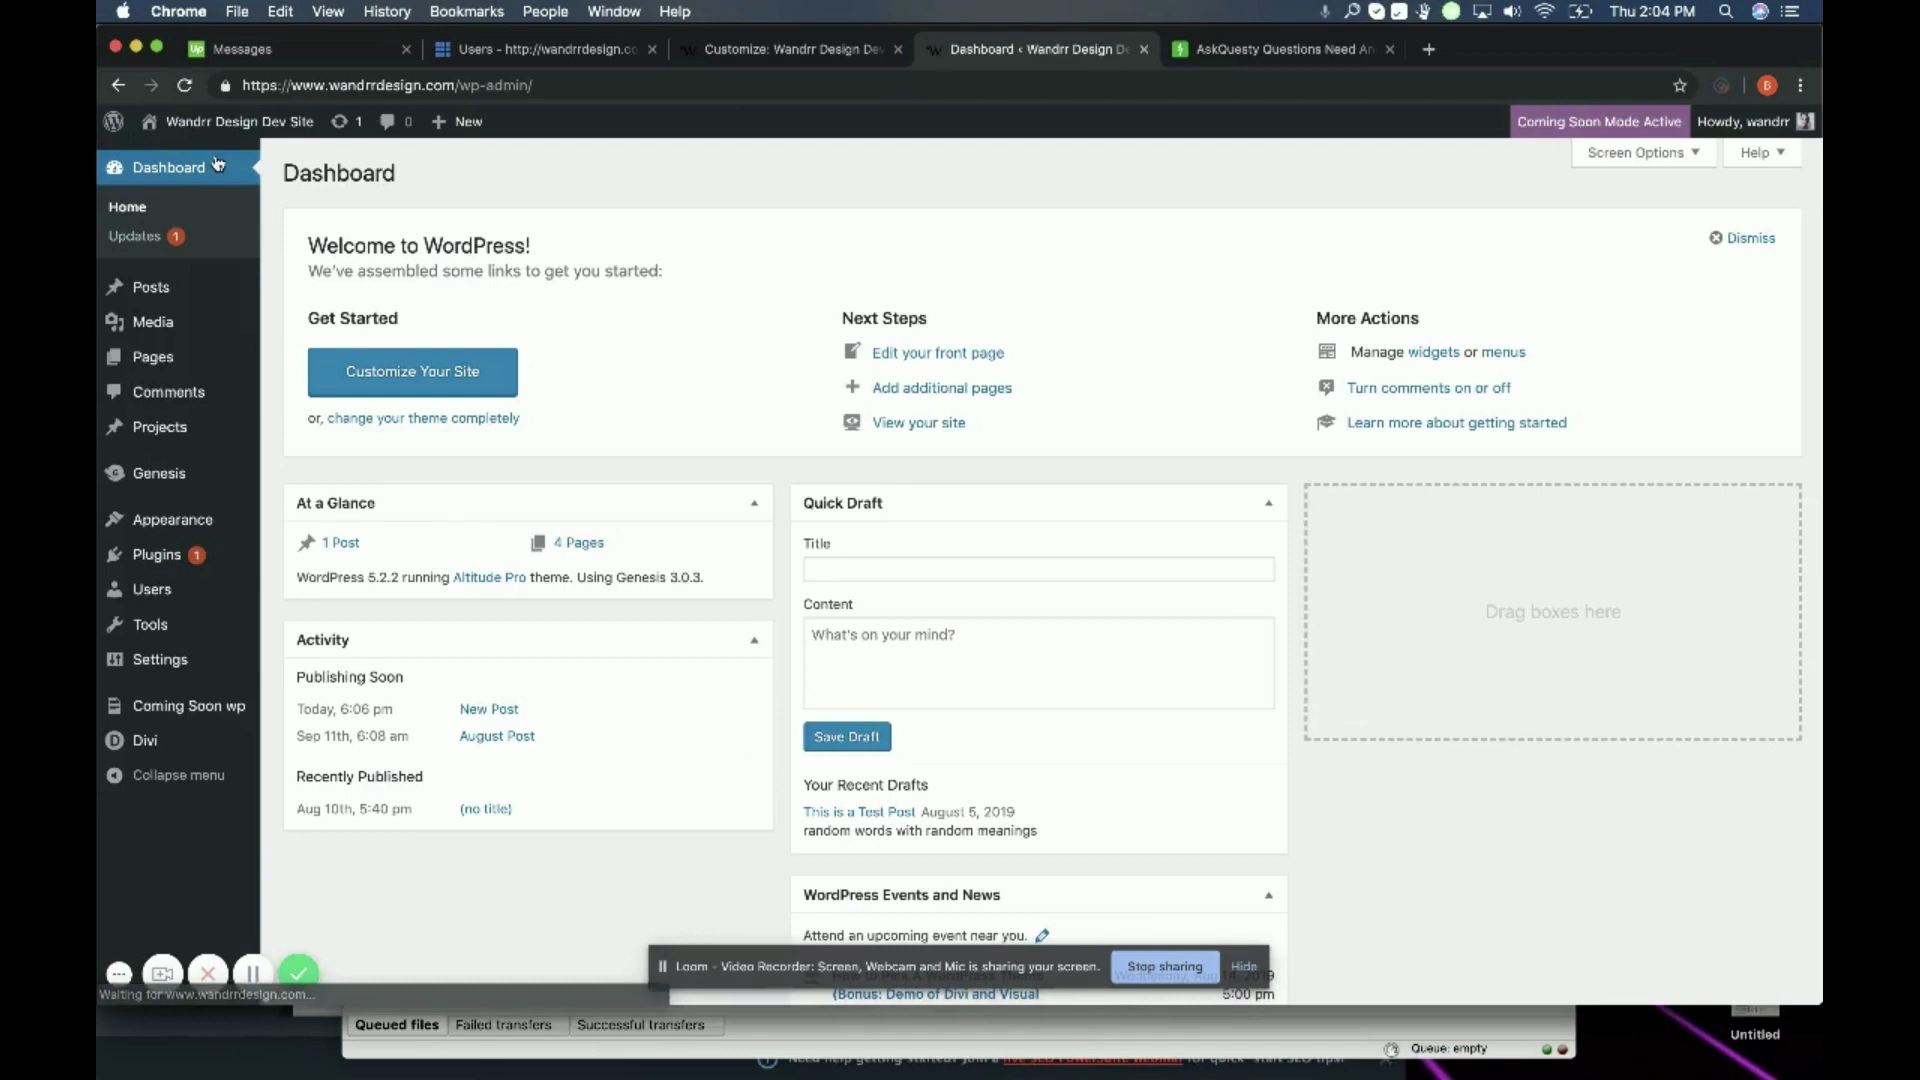 Chrome File Edit View History Bookmarks People Window Help Thu 2:04 PM
Up Messages Users - http://wandrrdesign.co Customize: Wandrr Design Dev Dashboard ‹ Wandrr Design De AskQuesty Questions Need An
https://www.wandrrdesign.com/wp-admin/ B
Wandrr Design Dev Site 1 0 New Coming Soon Mode Active Howdy, wandrr
Screen Options Help
Dashboard
Home
Updates 1
Posts
Media
Pages
Comments
Projects
Genesis
Appearance
Plugins 1
Users
Tools
Settings
Coming Soon wp
Divi
Collapse menu
Dashboard
Welcome to WordPress!
We've assembled some links to get you started:
Dismiss
Get Started
Customize Your Site
or, change your theme completely
Next Steps
Edit your front page
Add additional pages
View your site
More Actions
Manage widgets or menus
Turn comments on or off
Learn more about getting started
At a Glance
1 Post 4 Pages
WordPress 5.2.2 running Altitude Pro theme. Using Genesis 3.0.3.
Activity
Publishing Soon
Today, 6:06 pm New Post
Sep 11th, 6:08 am August Post
Recently Published
Aug 10th, 5:40 pm (no title)
Quick Draft
Title
Content
What's on your mind?
Save Draft
Your Recent Drafts
This is a Test Post August 5, 2019
random words with random meanings
WordPress Events and News
Attend an upcoming event near you.
(Bonus: Demo of Divi and Visual 5:00 pm
Drag boxes here
Loom - Video Recorder: Screen, Webcam and Mic is sharing your screen. Stop sharing Hide
Waiting for www.wandrrdesign.com...
Queued files Failed transfers Successful transfers
Queue: empty
Untitled